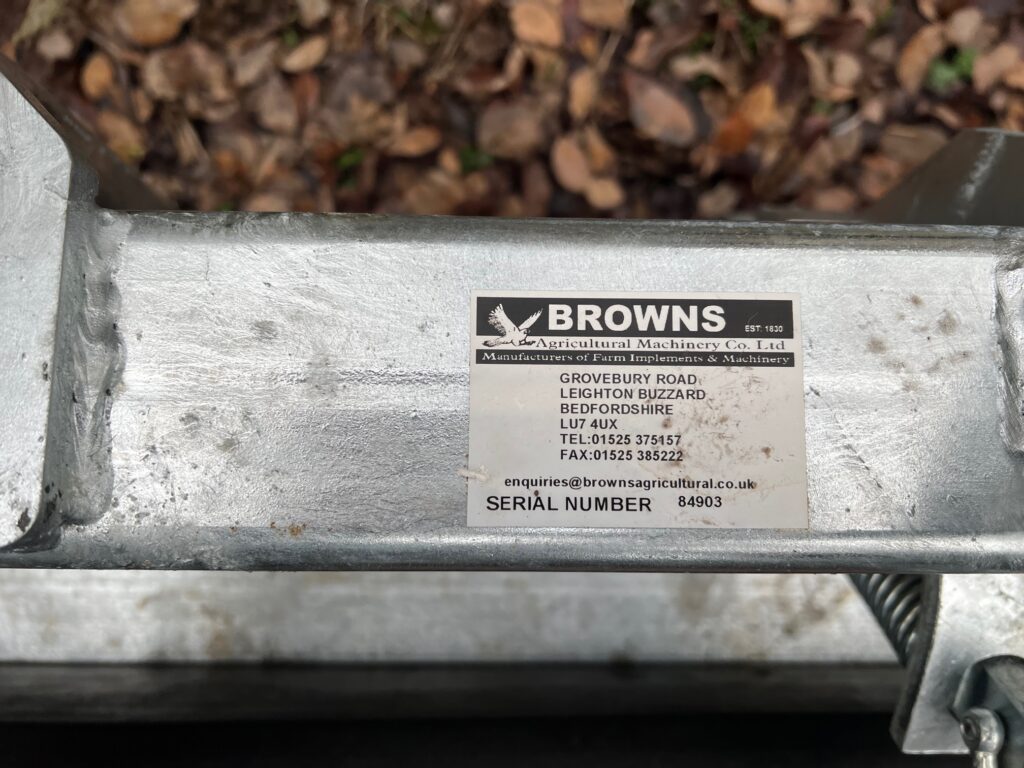 BROWNS
EST: 1830
Agricultural Machinery Co. Ltd
Manufacturers of Farm Implements & Machinery
GROVEBURY ROAD
LEIGHTON BUZZARD
BEDFORDSHIRE
LU7 4UX
TEL:01525 375157
FAX:01525 385222
enquiries@brownsagricultural.co.uk
SERIAL NUMBER 84903